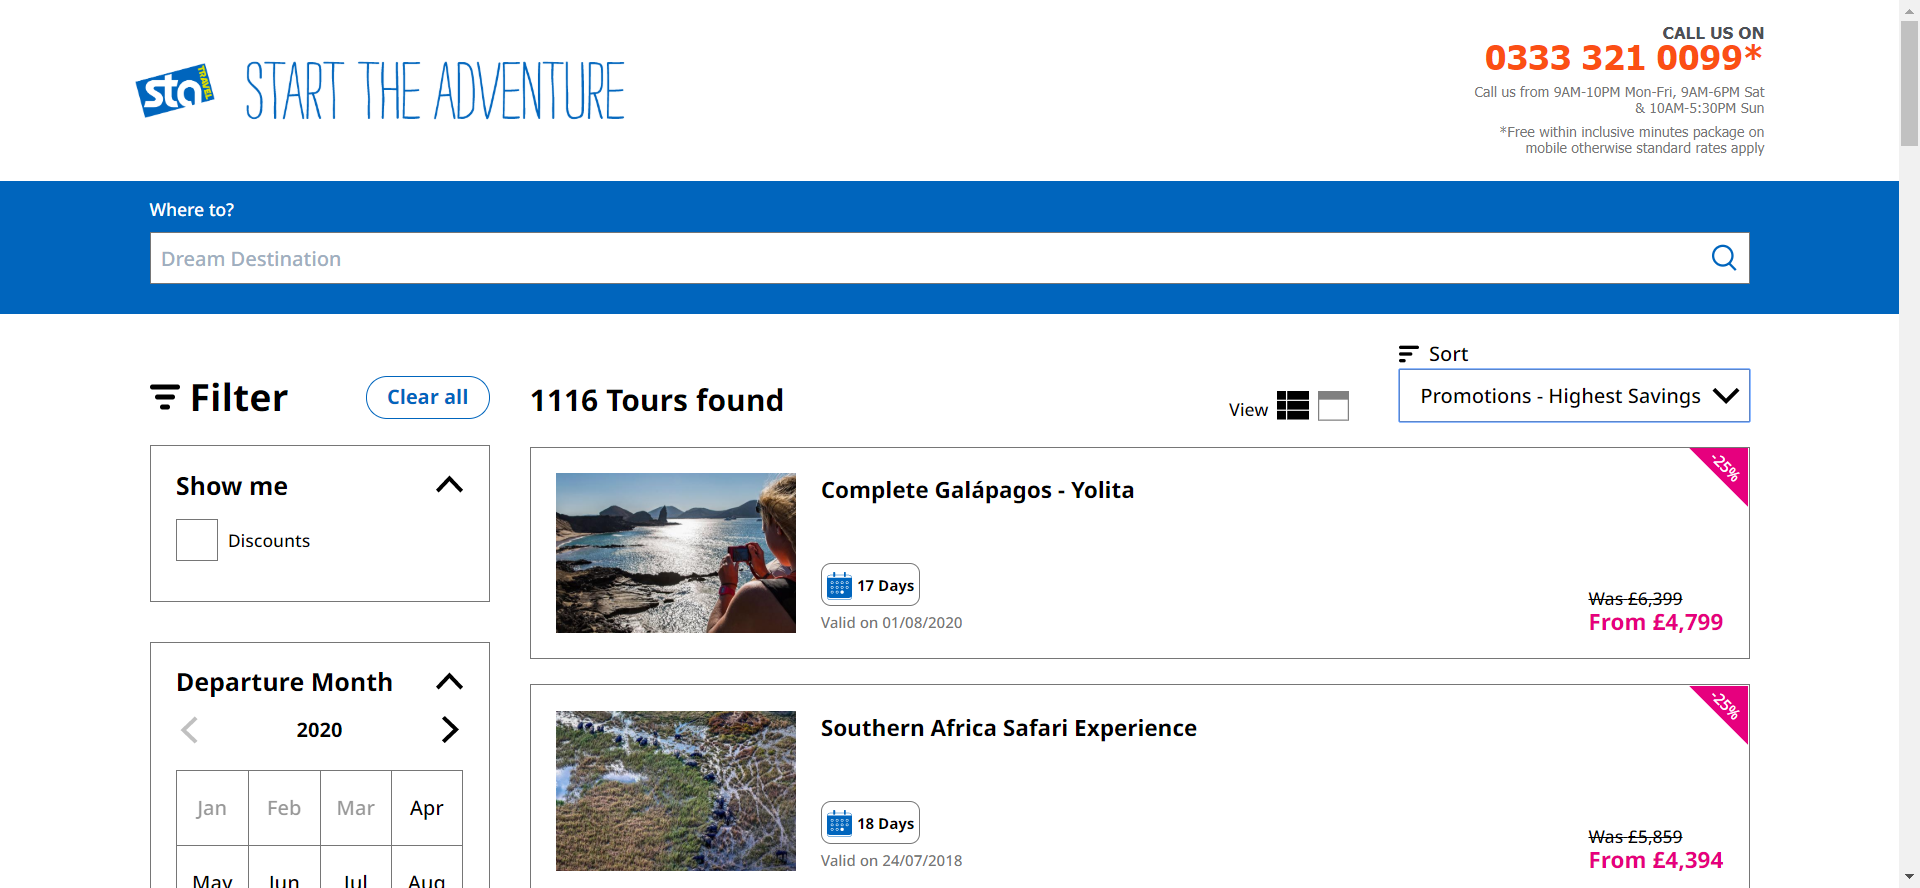 sta
TRAVEL
START THE ADVENTURE
CALL US ON
0333 321 0099*
Call us from 9AM-10PM Mon-Fri, 9AM-6PM Sat
& 10AM-5:30PM Sun
*Free within inclusive minutes package on
mobile otherwise standard rates apply
Where to?
Dream Destination
Filter
Clear all
Show me
Discounts
Departure Month
2020
Jan Feb Mar Apr
May Jun Jul Aug
1116 Tours found
View
Sort
Promotions - Highest Savings
-25%
Complete Galápagos - Yolita
17 Days
Valid on 01/08/2020
Was £6,399
From £4,799
-25%
Southern Africa Safari Experience
18 Days
Valid on 24/07/2018
Was £5,859
From £4,394